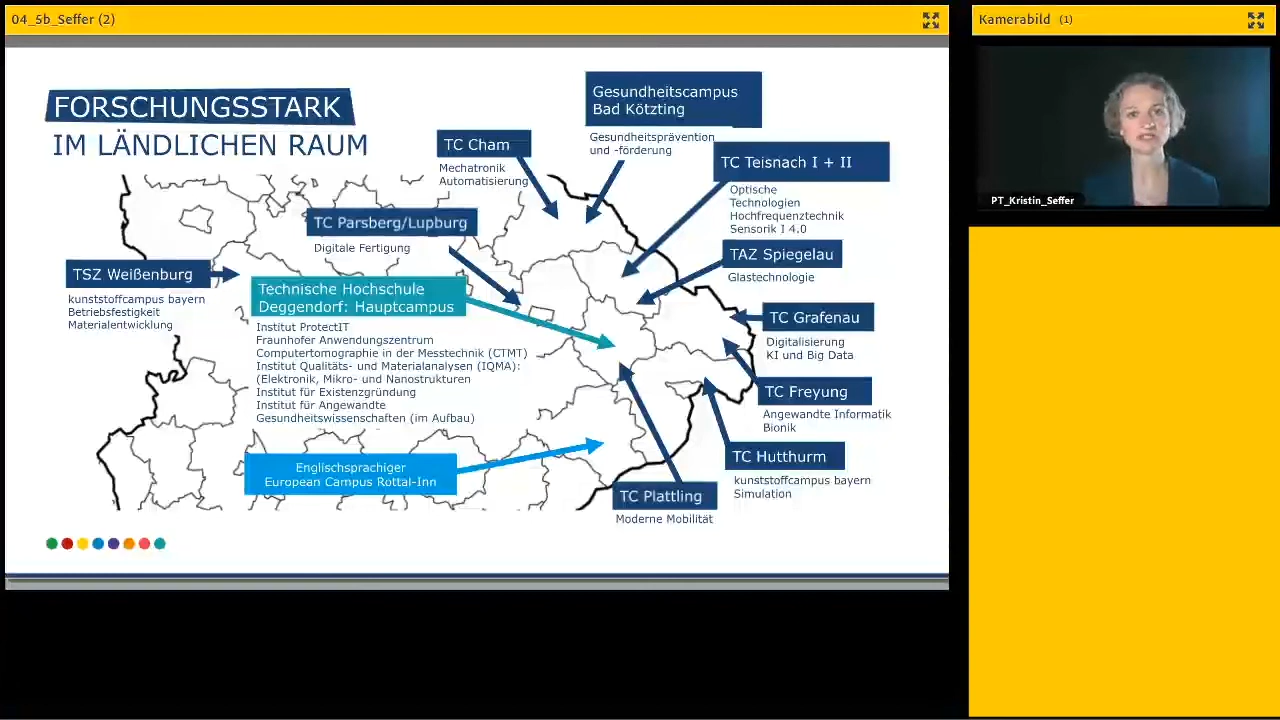 04_5b_Seffer (2)
Kamerabild (1)
PT_Kristin_Seffer
FORSCHUNGSSTARK
IM LÄNDLICHEN RAUM
Gesundheitscampus
Bad Kötzting
Gesundheitsprävention
und -förderung
TC Cham
Mechatronik
Automatisierung
TC Teisnach I + II
Optische
Technologien
Hochfrequenztechnik
Sensorik I 4.0
TC Parsberg/Lupburg
Digitale Fertigung
TAZ Spiegelau
Glastechnologie
TSZ Weißenburg
kunststoffcampus bayern
Betriebsfestigkeit
Materialentwicklung
Technische Hochschule
Deggendorf: Hauptcampus
Institut ProtectIT
Fraunhofer Anwendungszentrum
Computertomographie in der Messtechnik (CTMT)
Institut Qualitäts- und Materialanalysen (IQMA):
(Elektronik, Mikro- und Nanostrukturen
Institut für Existenzgründung
Institut für Angewandte
Gesundheitswissenschaften (im Aufbau)
TC Grafenau
Digitalisierung
KI und Big Data
TC Freyung
Angewandte Informatik
Bionik
TC Hutthurm
kunststoffcampus bayern
Simulation
Englischsprachiger
European Campus Rottal-Inn
TC Plattling
Moderne Mobilität